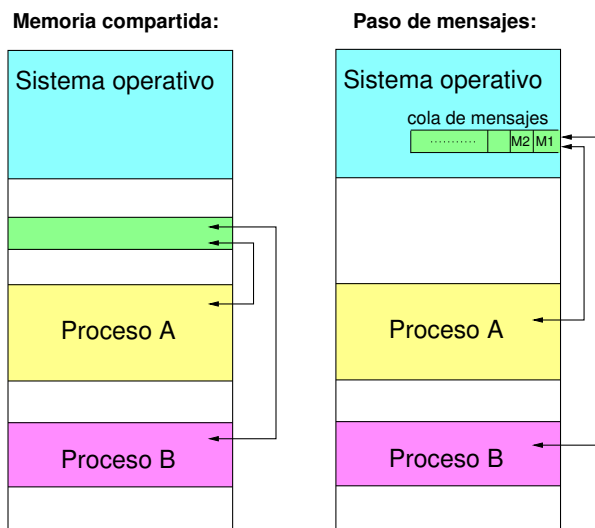 Memoria compartida:
Sistema operativo
Proceso A
Proceso B
Paso de mensajes:
Sistema operativo
cola de mensajes
........... M2 M1
Proceso A
Proceso B